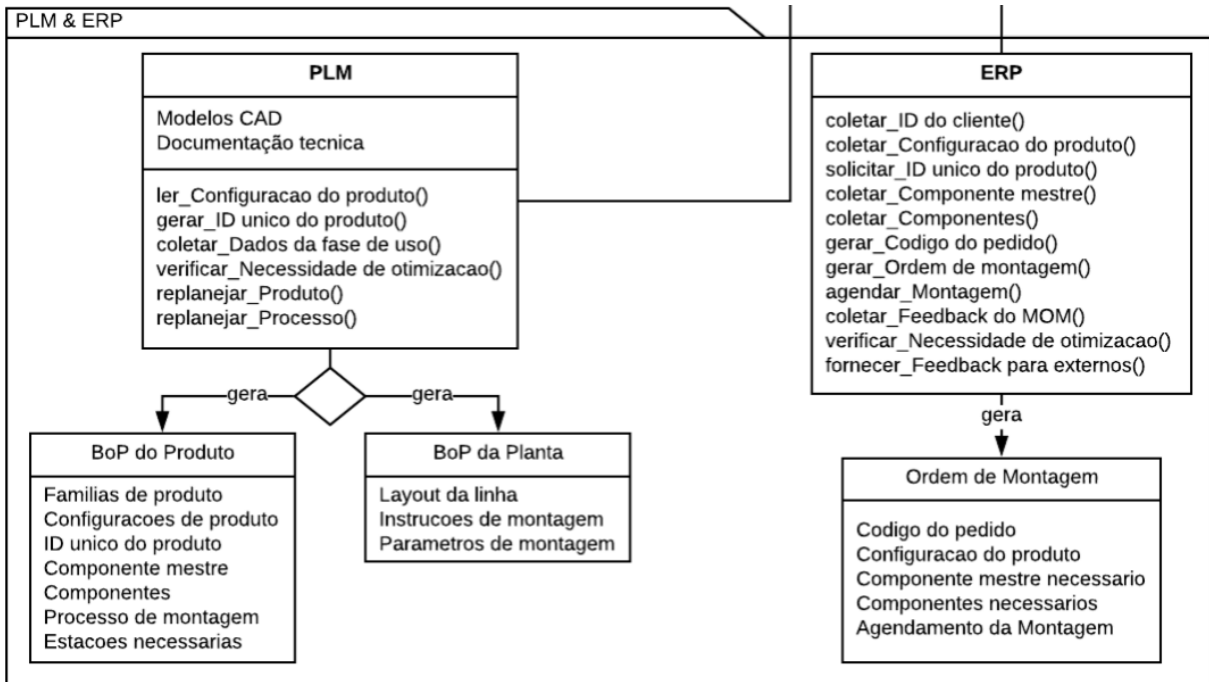 PLM & ERP
PLM
Modelos CAD
Documentação tecnica
ler_Configuracao do produto()
gerar_ID unico do produto()
coletar_Dados da fase de uso()
verificar_Necessidade de otimizacao()
replanejar_Produto()
replanejar_Processo()
gera
gera
BoP do Produto
Familias de produto
Configuracoes de produto
ID unico do produto
Componente mestre
Componentes
Processo de montagem
Estacoes necessarias
BoP da Planta
Layout da linha
Instrucoes de montagem
Parametros de montagem
ERP
coletar_ID do cliente()
coletar_Configuracao do produto()
solicitar_ID unico do produto()
coletar_Componente mestre()
coletar_Componentes()
gerar_Codigo do pedido()
gerar_Ordem de montagem()
agendar_Montagem()
coletar_Feedback do MOM()
verificar_Necessidade de otimizacao()
fornecer_Feedback para externos()
gera
Ordem de Montagem
Codigo do pedido
Configuracao do produto
Componente mestre necessario
Componentes necessarios
Agendamento da Montagem